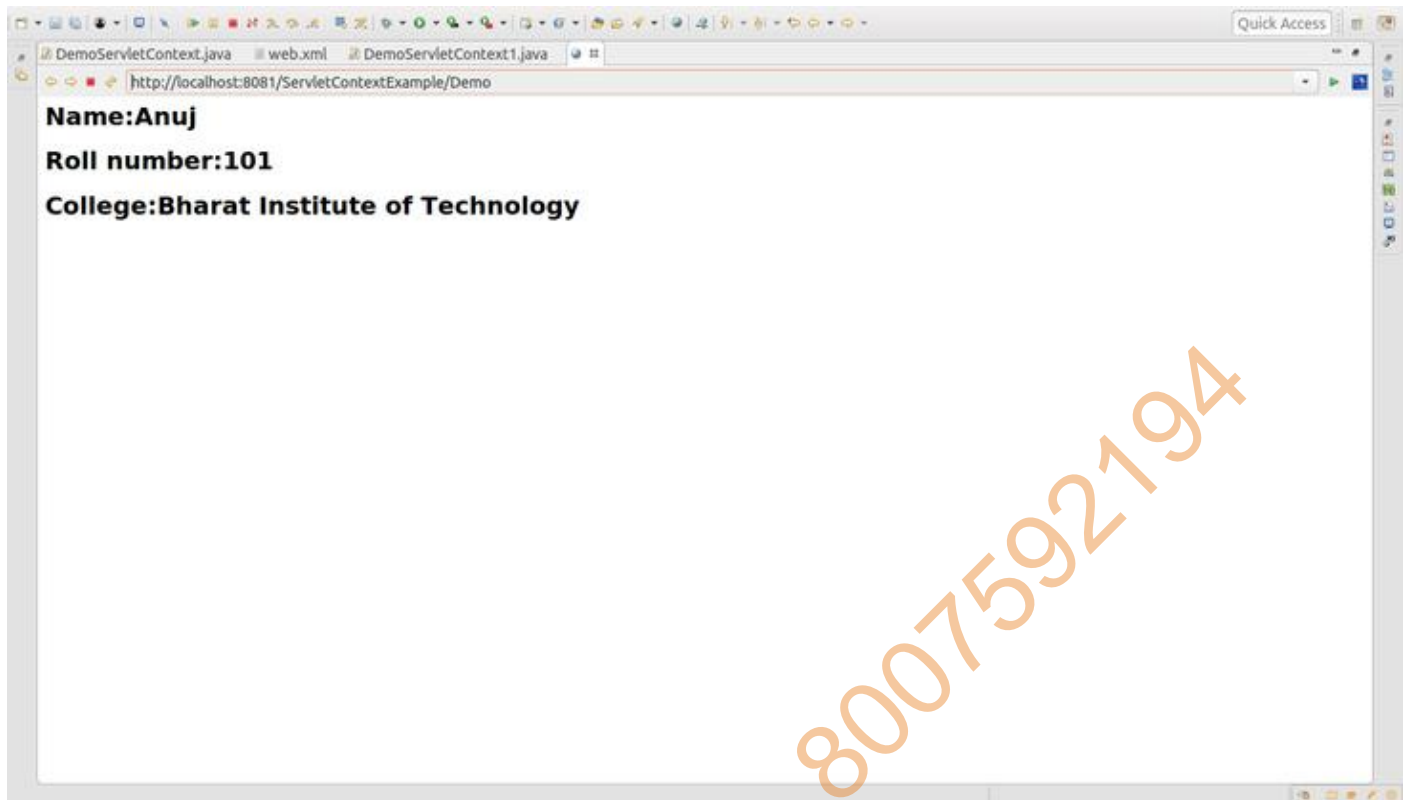 Quick Access
DemoServletContext.java web.xml DemoServletContext1.java
http://localhost:8081/ServletContextExample/Demo
Name:Anuj
Roll number:101
College:Bharat Institute of Technology
8007592194